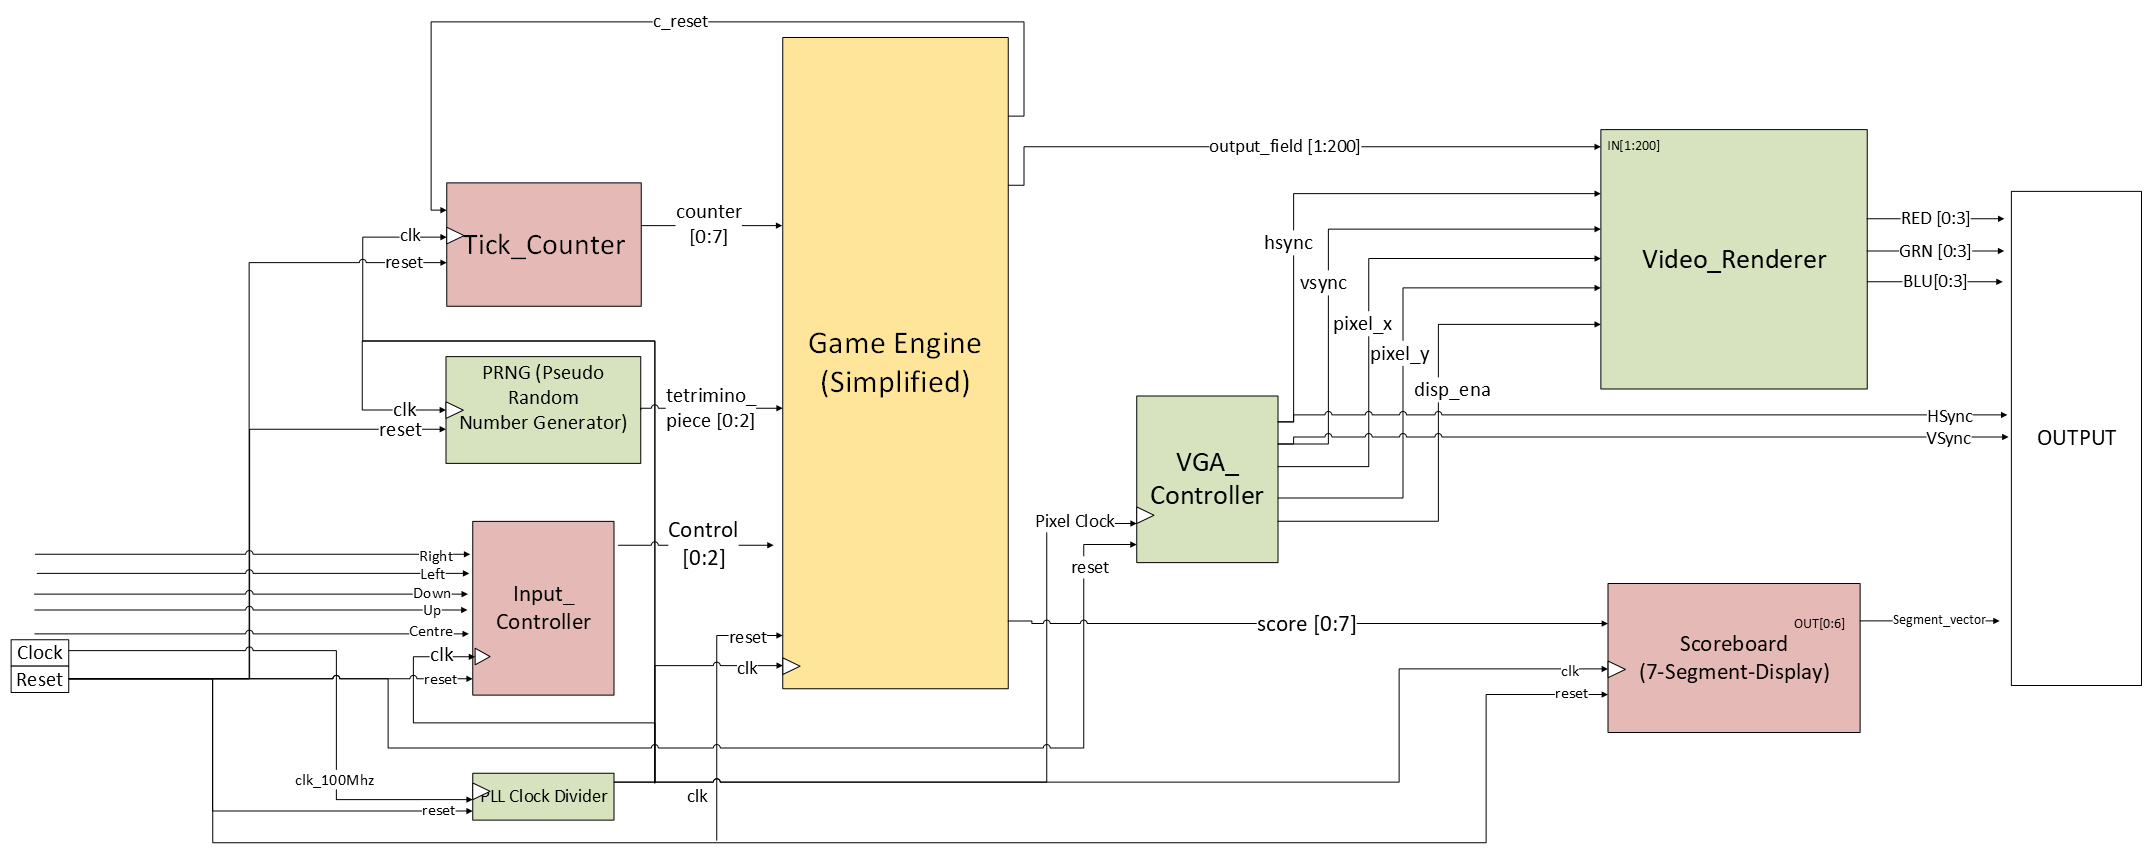 c_reset
output_field [1:200]
IN[1:200]
counter
[0:7]
clk
Tick_Counter
reset
RED [0:3]
GRN [0:3]
BLU[0:3]
Video_Renderer
hsync
vsync
pixel_x
pixel_y
disp_ena
Game Engine
(Simplified)
PRNG (Pseudo
Random
Number Generator)
clk
reset
tetrimino_
piece [0:2]
HSync
VSync
OUTPUT
VGA_
Controller
Pixel Clock
reset
Control
[0:2]
Right
Left
Down
Up
Centre
clk
reset
Input_
Controller
Clock
Reset
reset
clk
score [0:7]
OUT[0:6]
Segment_vector
Scoreboard
(7-Segment-Display)
clk
reset
clk_100Mhz
PLL Clock Divider
reset
clk